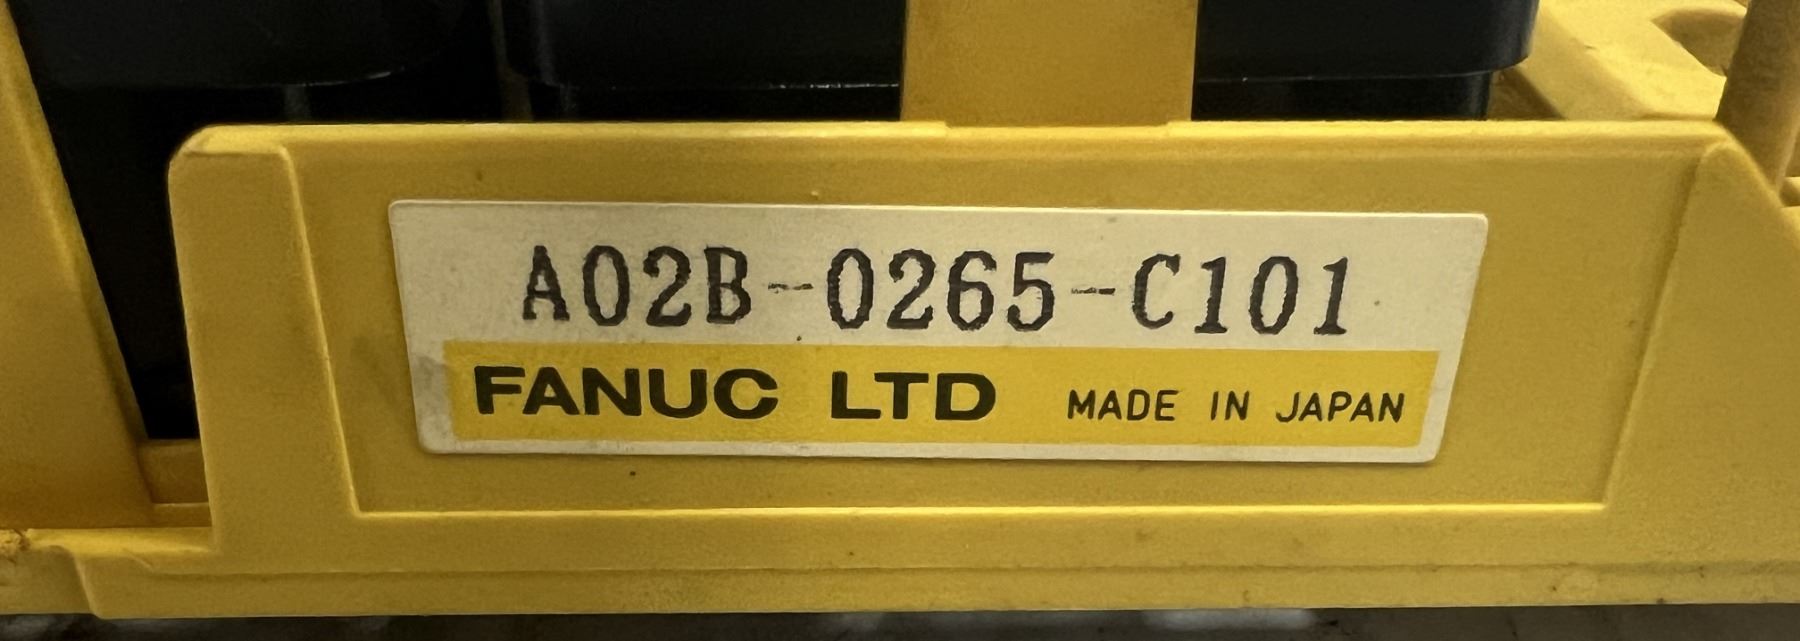 A02B-0265-C101
FANUC LTD MADE IN JAPAN